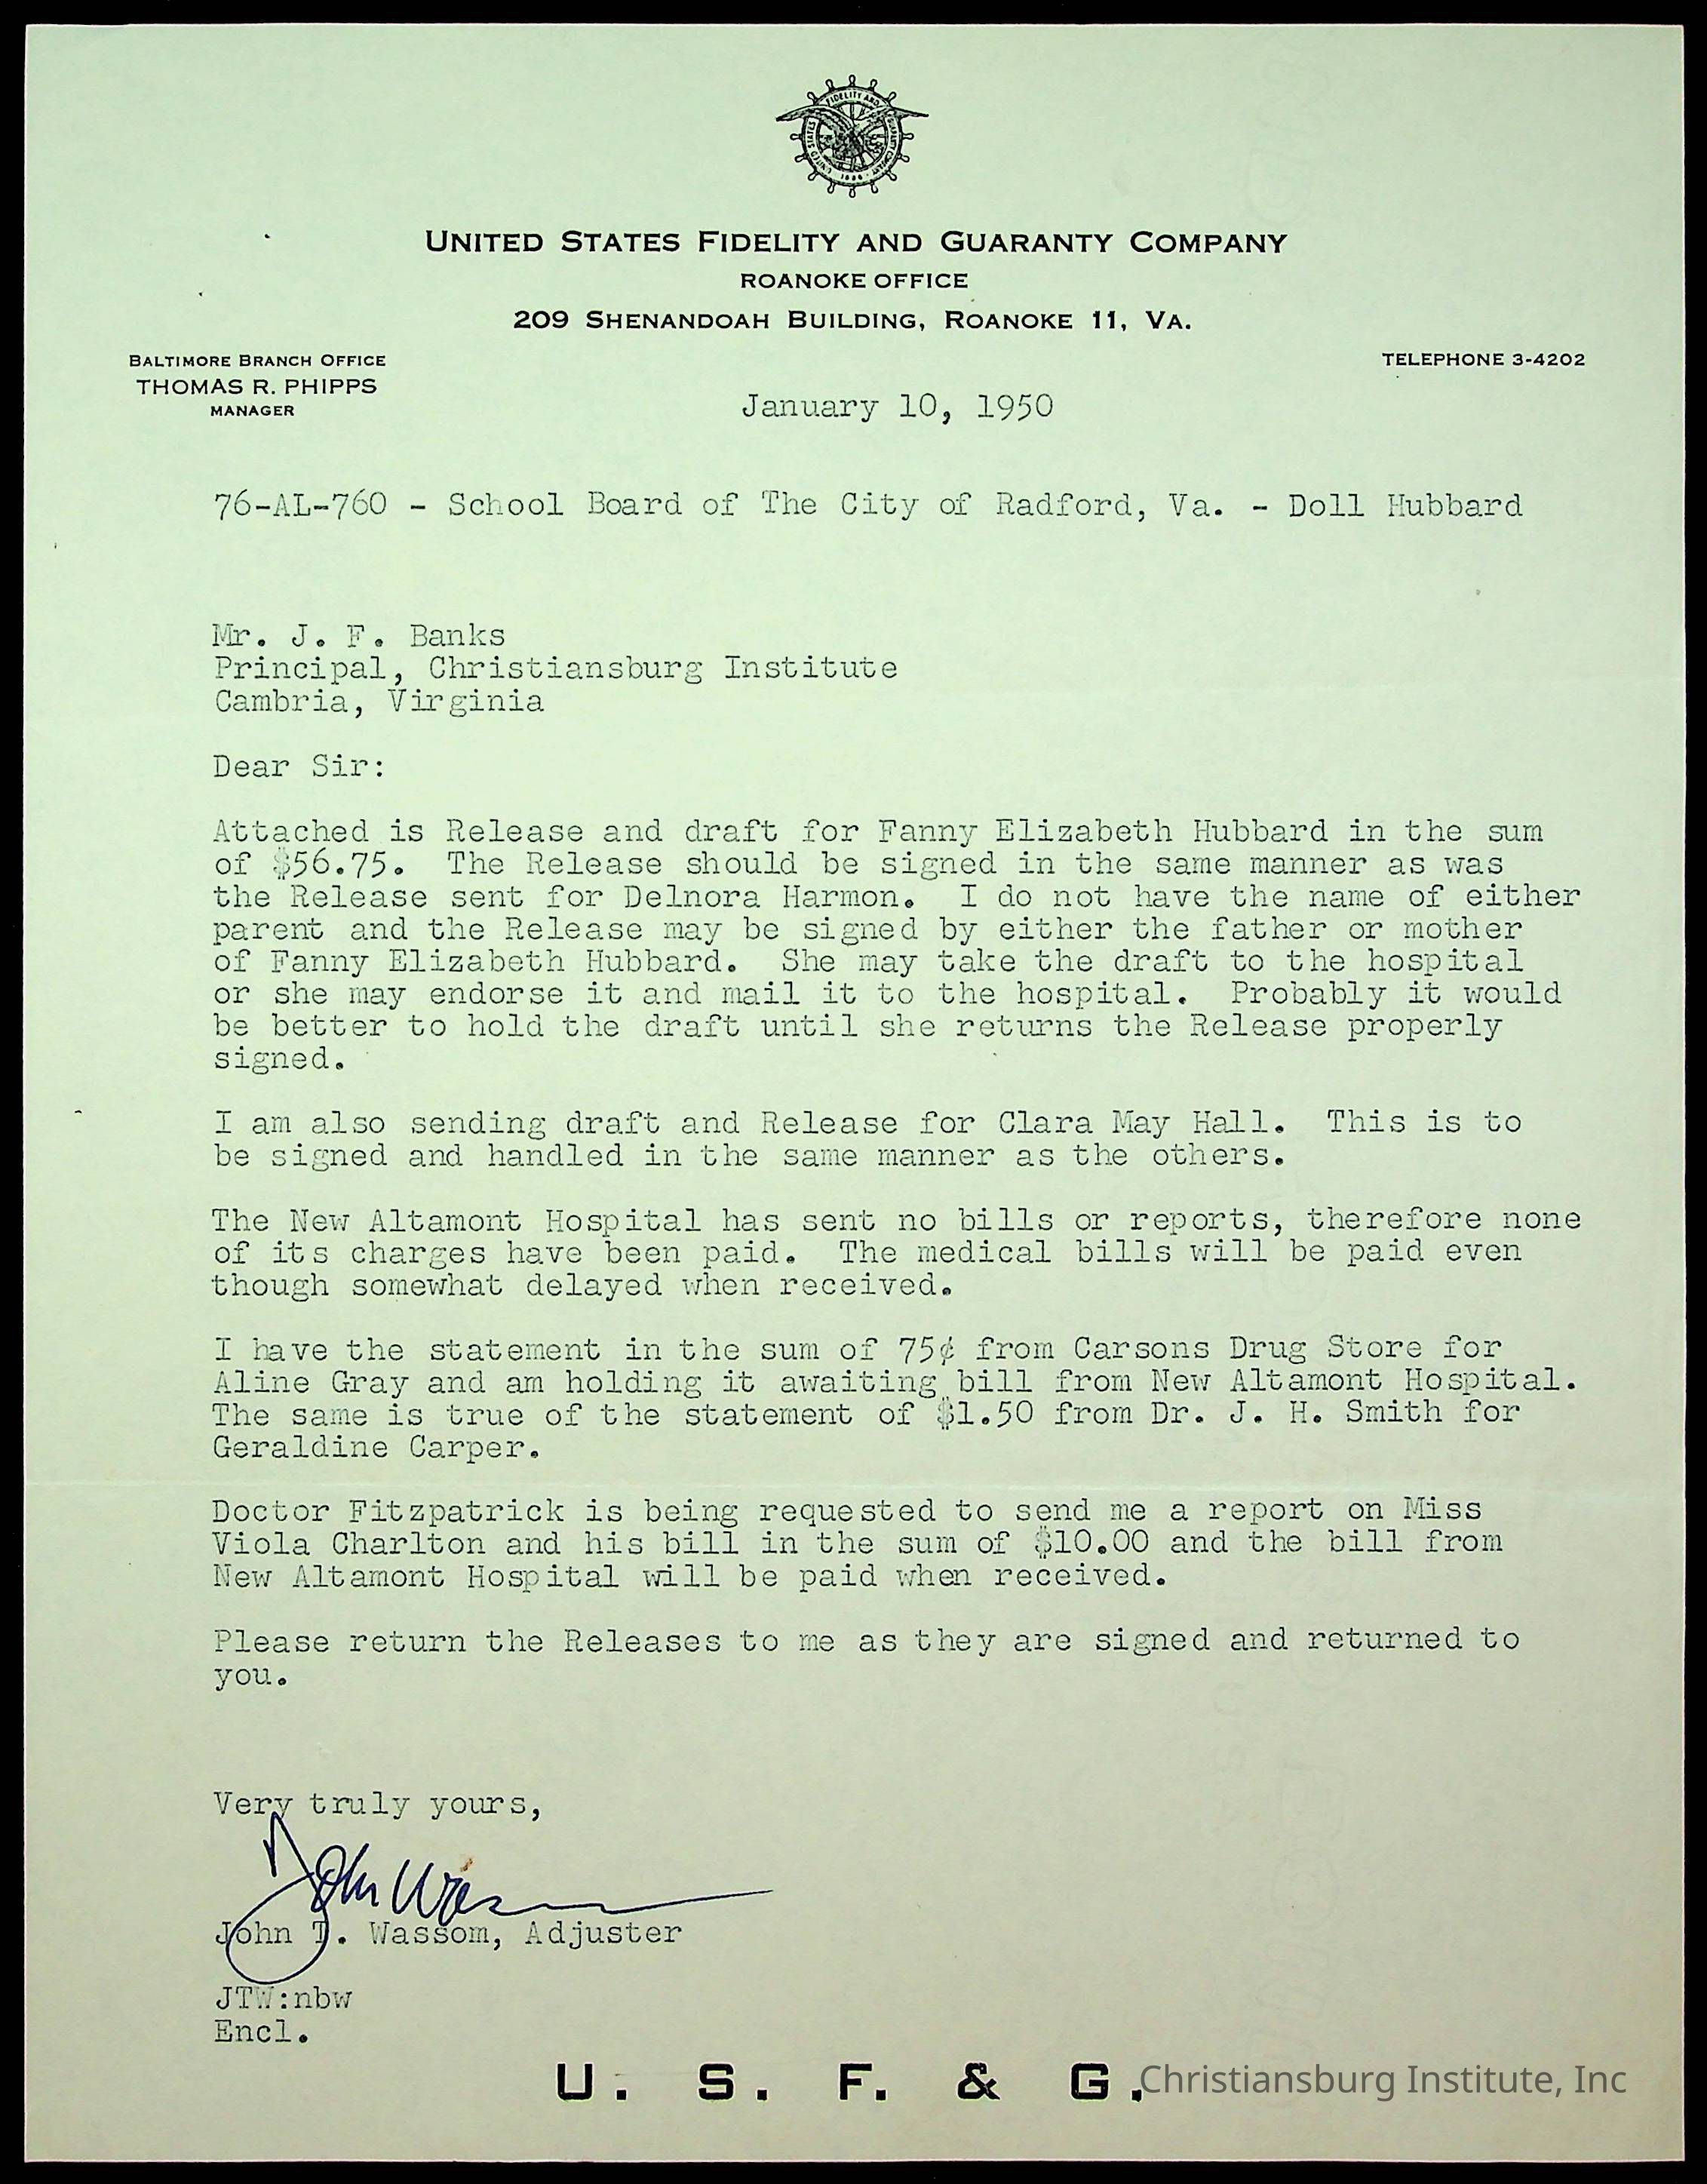 FIDELITY AND GUARANTY COMPANY UNITED STATES
UNITED STATES FIDELITY AND GUARANTY COMPANY
ROANOKE OFFICE
209 SHENANDOAH BUILDING, ROANOKE 11, VA.
BALTIMORE BRANCH OFFICE
THOMAS R. PHIPPS
MANAGER
TELEPHONE 3-4202
January 10, 1950
76-AL-760 - School Board of The City of Radford, Va. - Doll Hubbard
Mr. J. F. Banks
Principal, Christiansburg Institute
Cambria, Virginia
Dear Sir:
Attached is Release and draft for Fanny Elizabeth Hubbard in the sum
of $56.75. The Release should be signed in the same manner as was
the Release sent for Delnora Harmon. I do not have the name of either
parent and the Release may be signed by either the father or mother
of Fanny Elizabeth Hubbard. She may take the draft to the hospital
or she may endorse it and mail it to the hospital. Probably it would
be better to hold the draft until she returns the Release properly
signed.
I am also sending draft and Release for Clara May Hall. This is to
be signed and handled in the same manner as the others.
The New Altamont Hospital has sent no bills or reports, therefore none
of its charges have been paid. The medical bills will be paid even
though somewhat delayed when received.
I have the statement in the sum of 75¢ from Carsons Drug Store for
Aline Gray and am holding it awaiting bill from New Altamont Hospital.
The same is true of the statement of $1.50 from Dr. J. H. Smith for
Geraldine Carper.
Doctor Fitzpatrick is being requested to send me a report on Miss
Viola Charlton and his bill in the sum of $10.00 and the bill from
New Altamont Hospital will be paid when received.
Please return the Releases to me as they are signed and returned to
you.
Very truly yours,
John Wassom
John T. Wassom, Adjuster
JTW:nbw
Encl.
U. S. F. & G.
Christiansburg Institute, Inc